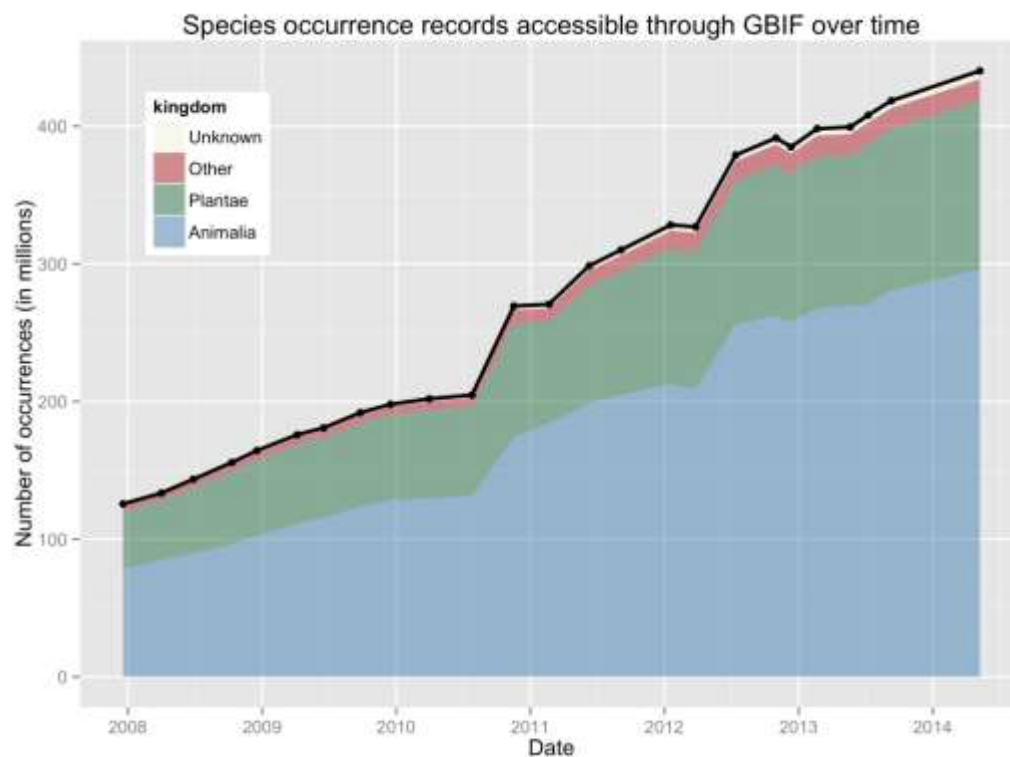 Species occurrence records accessible through GBIF over time
Number of occurrences (in millions)
400
300
200
100
0
kingdom
Unknown
Other
Plantae
Animalia
2008 2009 2010 2011 2012 2013 2014
Date